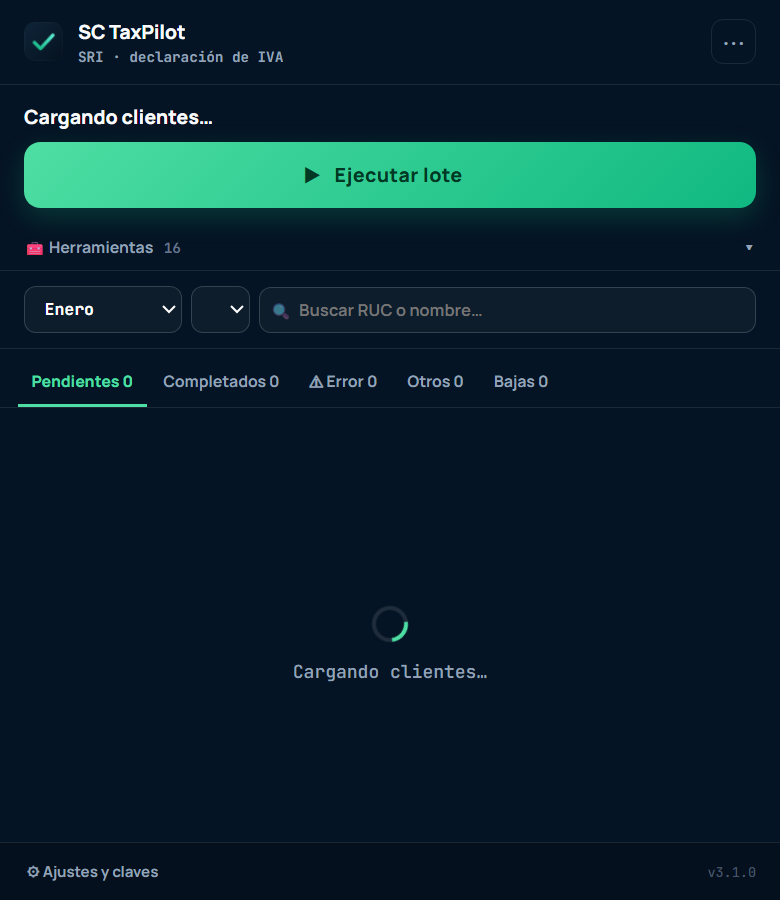 SC TaxPilot
SRI · declaración de IVA
Cargando clientes…
▶ Ejecutar lote
🧰 Herramientas 16 ▾
Enero
🔍 Buscar RUC o nombre…
Pendientes 0 Completados 0 ⚠ Error 0 Otros 0 Bajas 0
Cargando clientes…
⚙ Ajustes y claves v3.1.0